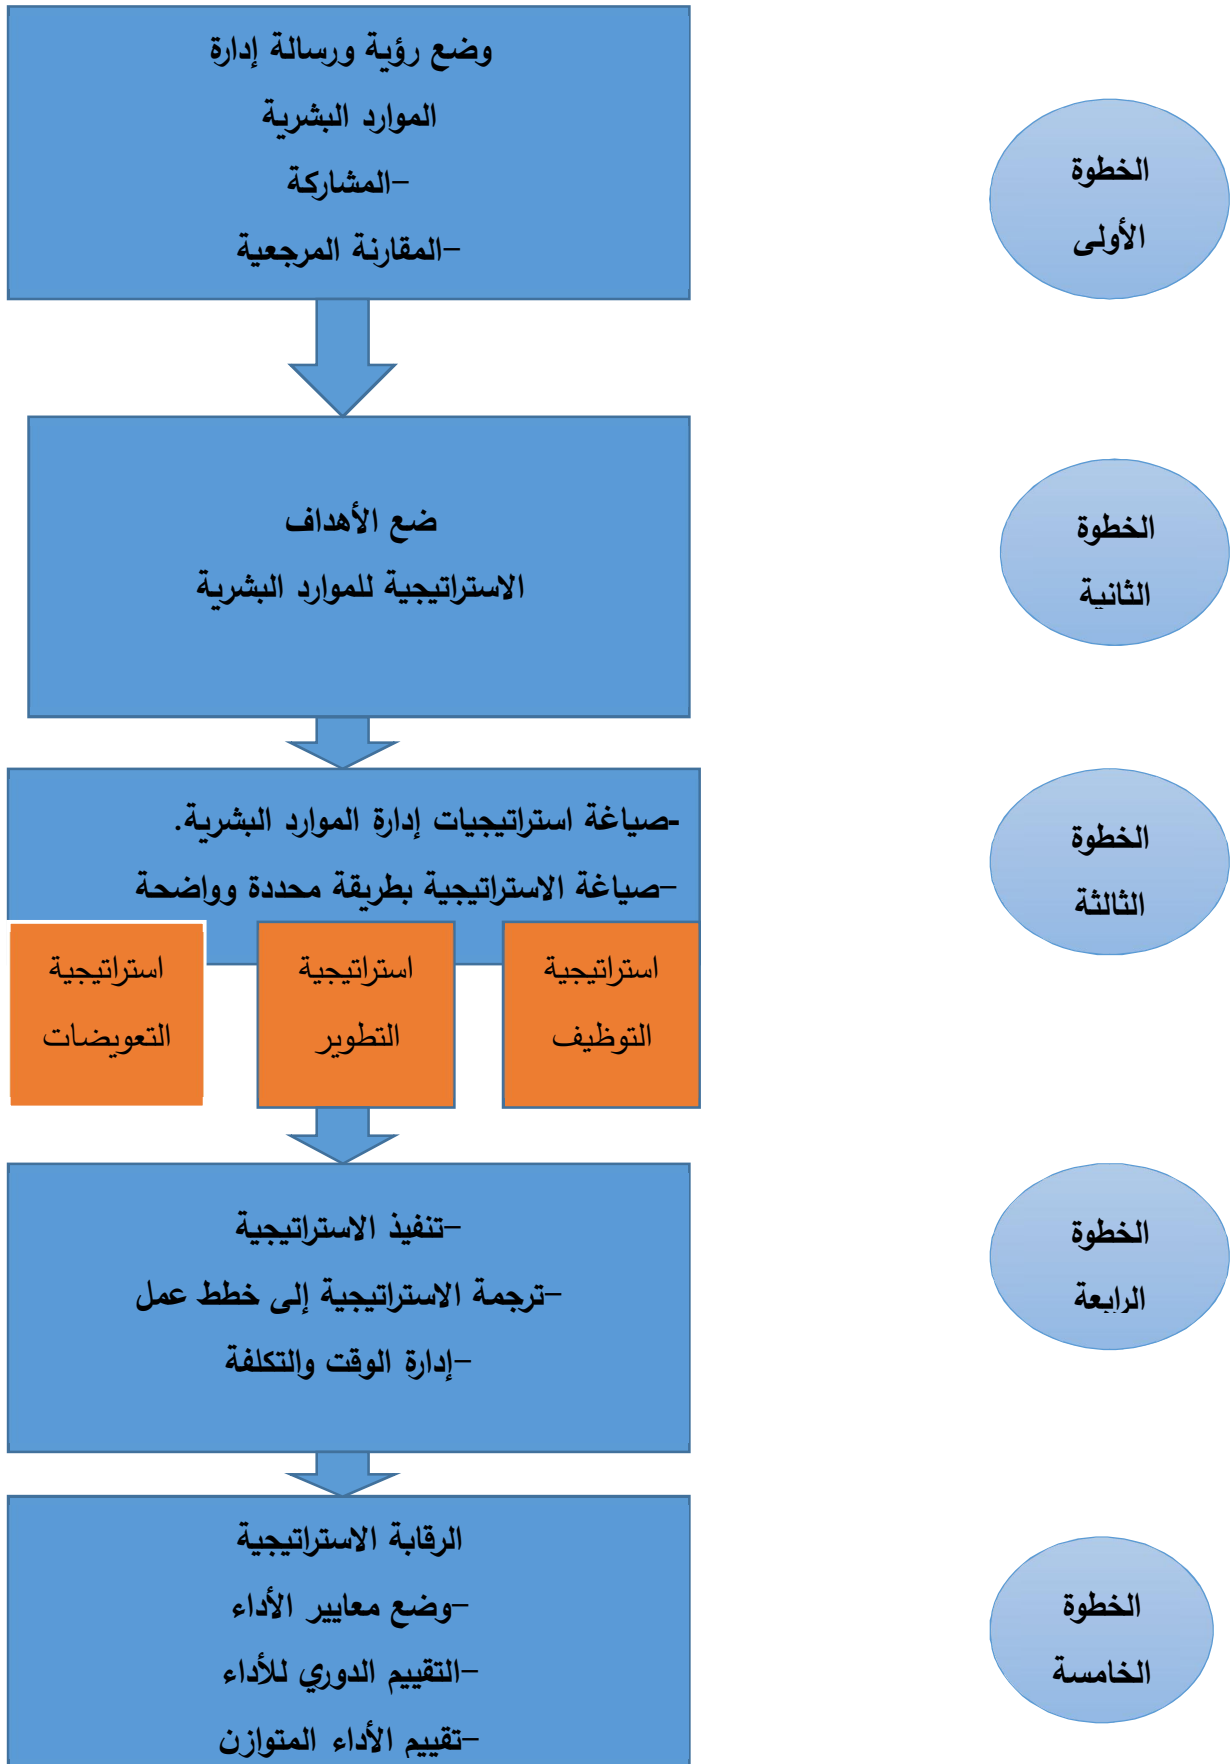 وضع رؤية ورسالة إدارة
الموارد البشرية
-المشاركة
-المقارنة المرجعية
الخطوة
الأولى
ضع الأهداف
الاستراتيجية للموارد البشرية
الخطوة
الثانية
-صياغة استراتيجيات إدارة الموارد البشرية.
-صياغة الاستراتيجية بطريقة محددة وواضحة
الخطوة
الثالثة
استراتيجية
التوظيف
استراتيجية
التطوير
استراتيجية
التعويضات
-تنفيذ الاستراتيجية
-ترجمة الاستراتيجية إلى خطط عمل
-إدارة الوقت والتكلفة
الخطوة
الرابعة
الرقابة الاستراتيجية
-وضع معايير الأداء
-التقييم الدوري للأداء
-تقييم الأداء المتوازن
الخطوة
الخامسة